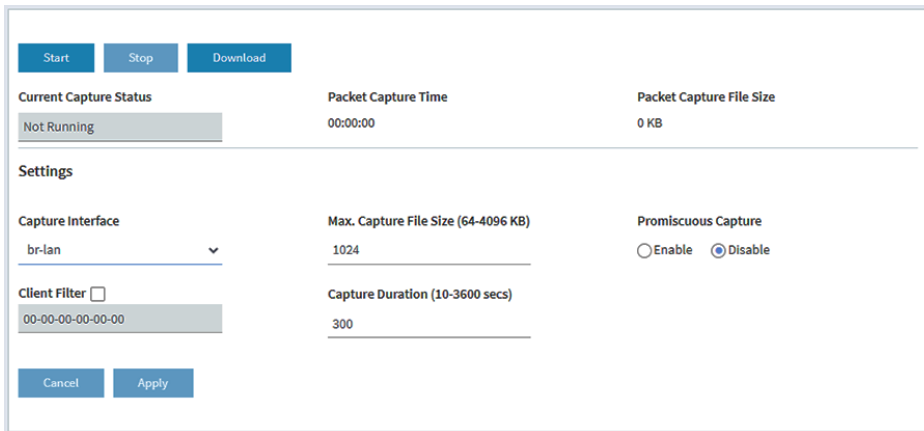 Start Stop Download
Current Capture Status Packet Capture Time Packet Capture File Size
Not Running 00:00:00 0 KB
Settings
Capture Interface Max. Capture File Size (64-4096 KB) Promiscuous Capture
br-lan 1024 Enable Disable
Client Filter Capture Duration (10-3600 secs)
00-00-00-00-00-00 300
Cancel Apply